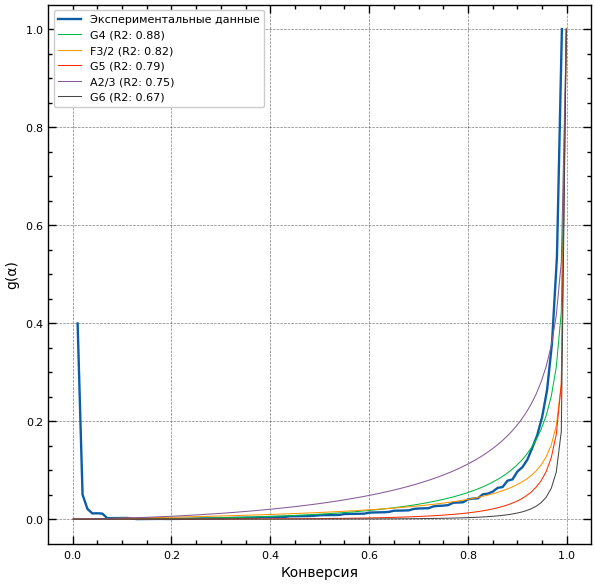 Экспериментальные данные
G4 (R2: 0.88)
F3/2 (R2: 0.82)
G5 (R2: 0.79)
A2/3 (R2: 0.75)
G6 (R2: 0.67)
1.0
0.8
0.6
0.4
0.2
0.0
g(α)
0.0 0.2 0.4 0.6 0.8 1.0
Конверсия